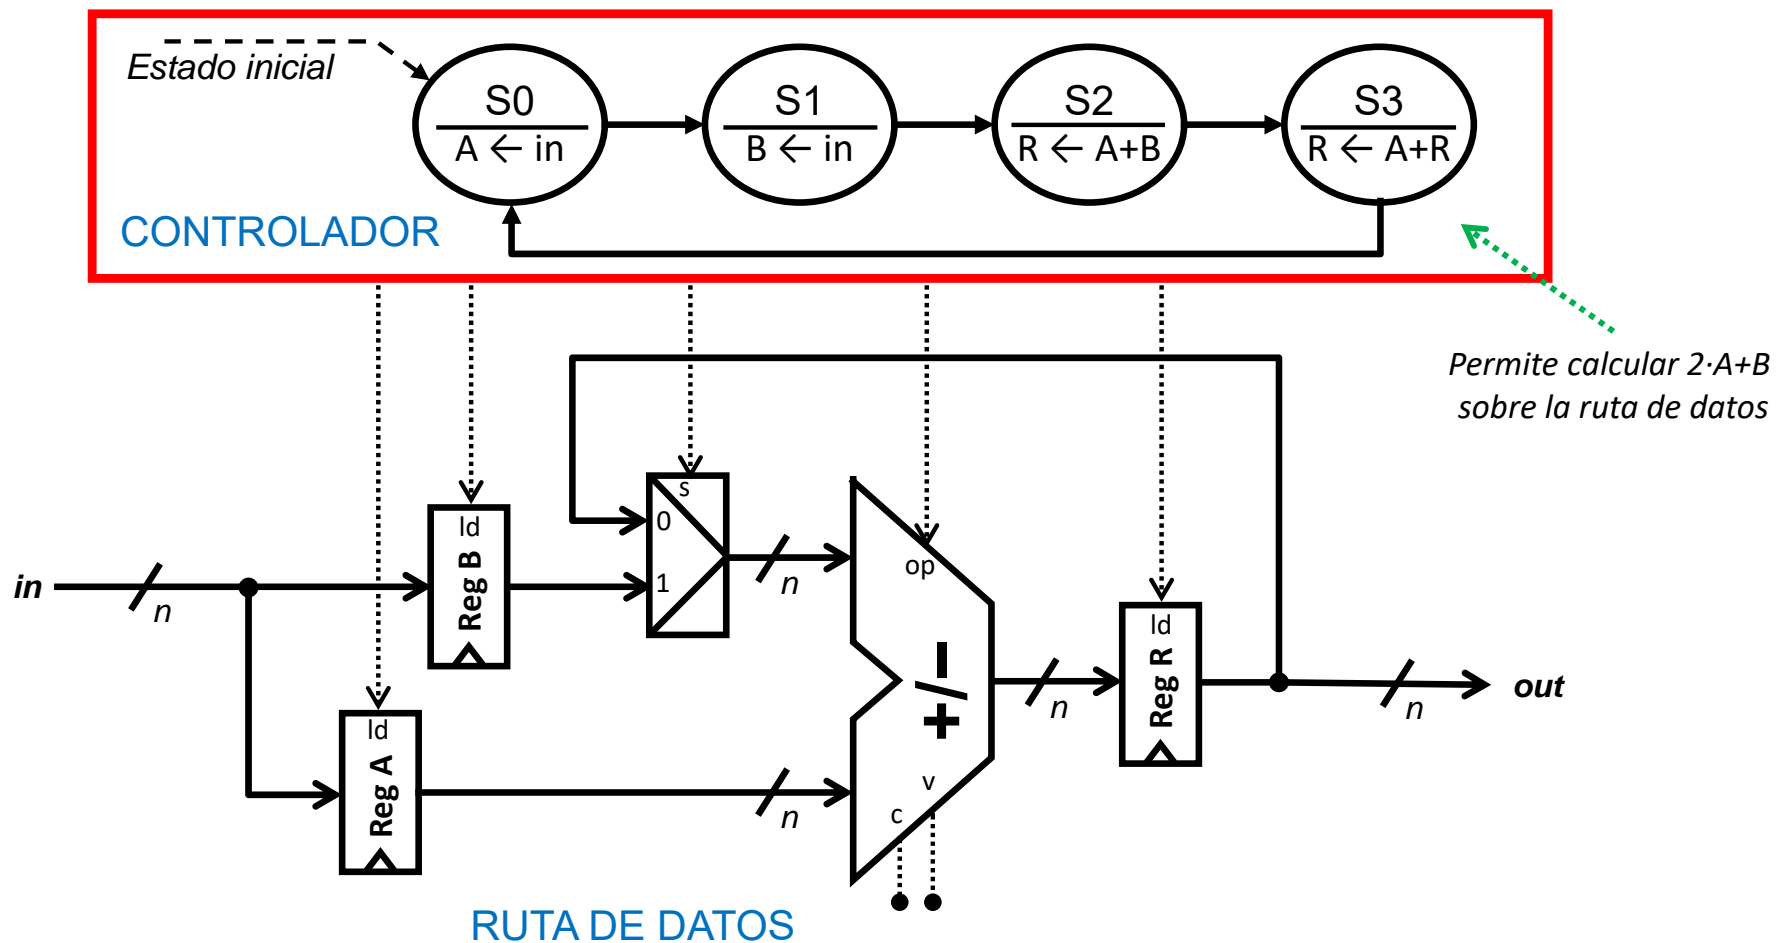 Estado inicial
S0
A ← in
S1
B ← in
S2
R ← A+B
S3
R ← A+R
CONTROLADOR
Permite calcular 2·A+B
sobre la ruta de datos
s
0
1
ld
Reg B
in
n
n
op
+/−
v
c
ld
Reg R
n
n
out
ld
Reg A
n
RUTA DE DATOS